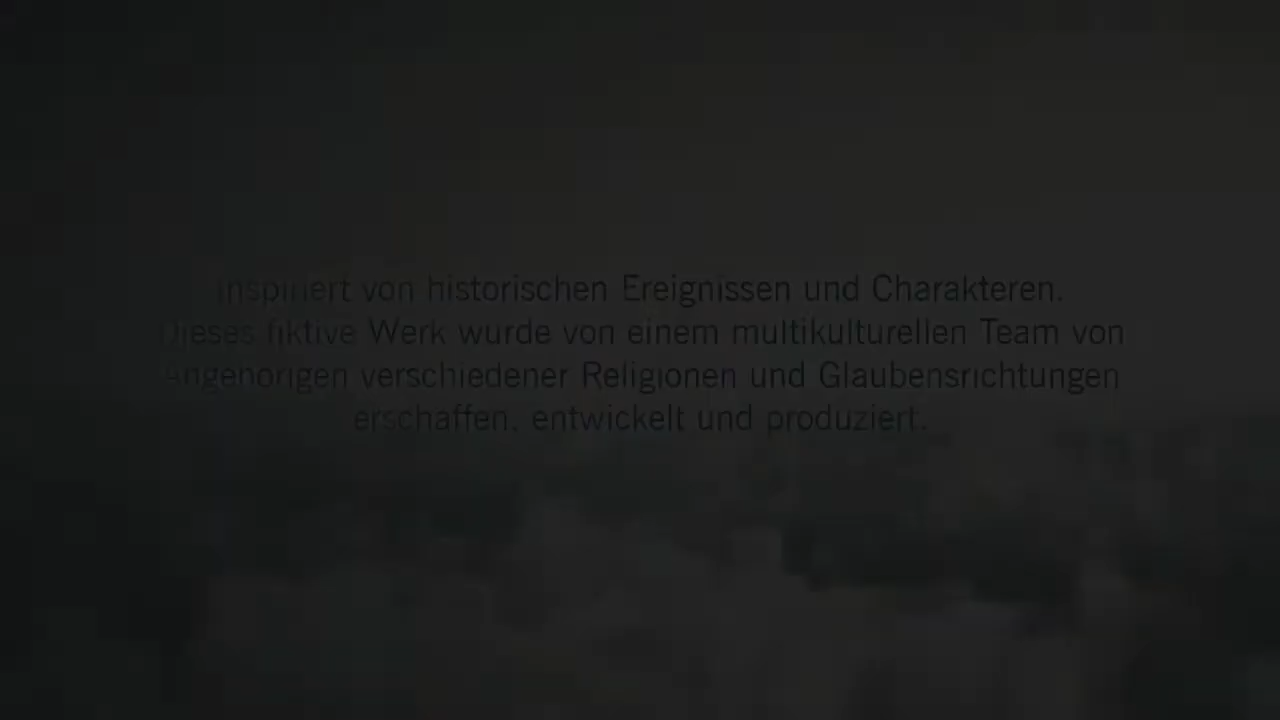 Inspiriert von historischen Ereignissen und Charakteren.
Dieses fiktive Werk wurde von einem multikulturellen Team von
Angehörigen verschiedener Religionen und Glaubensrichtungen
erschaffen, entwickelt und produziert.